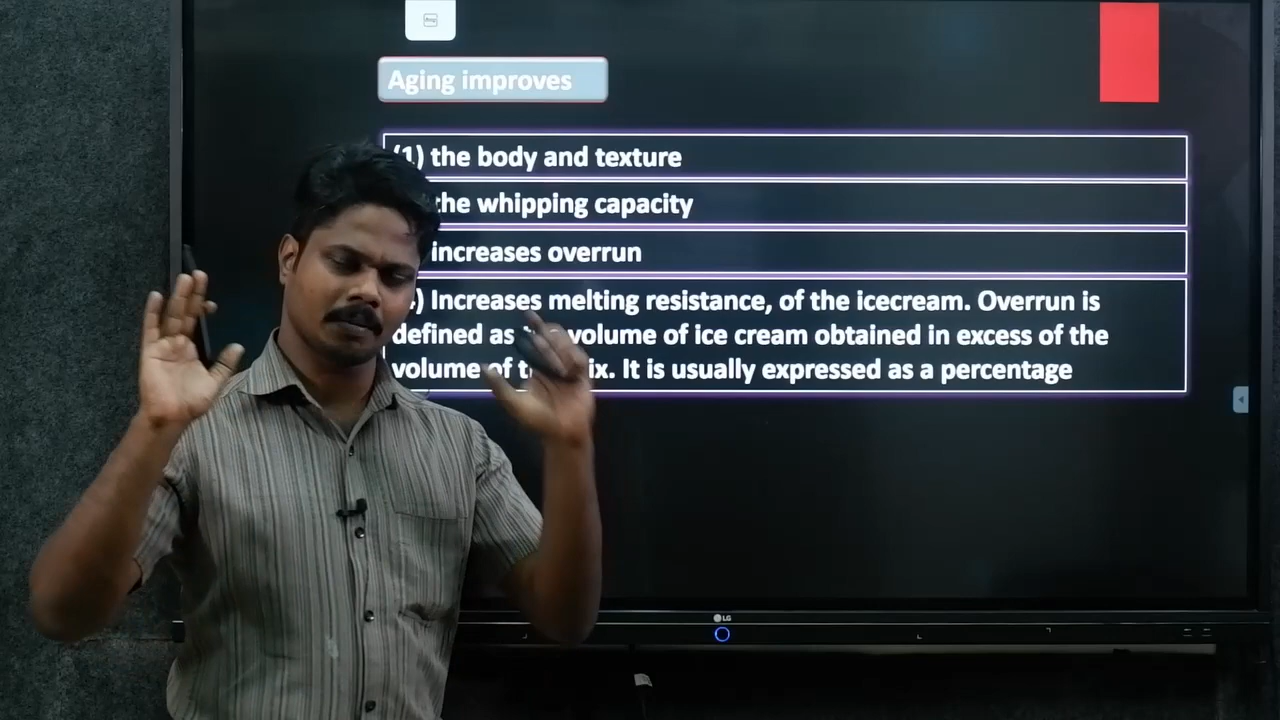 Aging improves
(1) the body and texture
the whipping capacity
increases overrun
Increases melting resistance, of the icecream. Overrun is
defined as volume of ice cream obtained in excess of the
volume of It is usually expressed as a percentage
LG